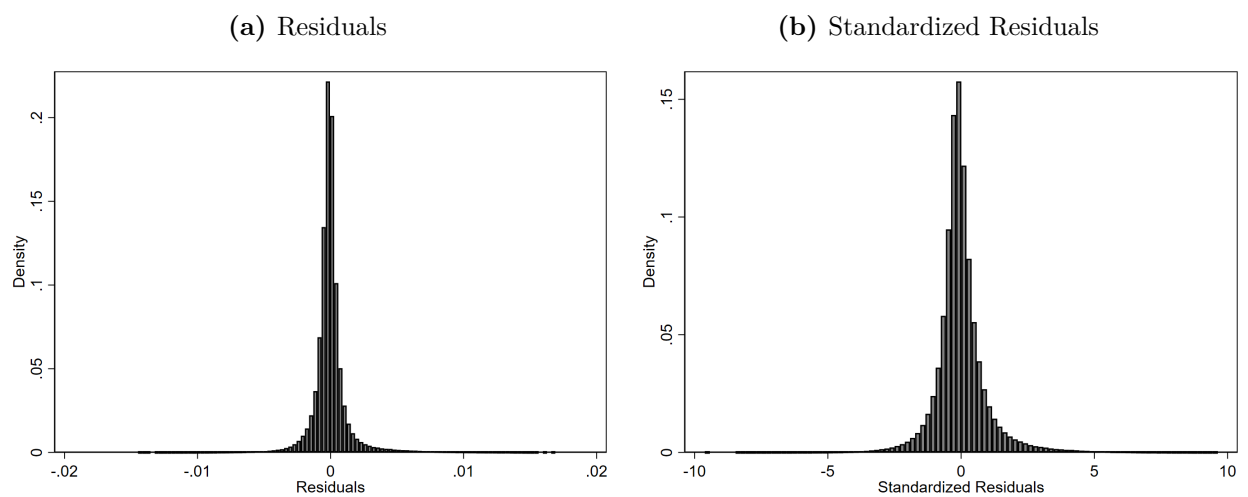 (a) Residuals
Density
0 .05 .1 .15 .2
-.02 -.01 0 .01 .02
Residuals
(b) Standardized Residuals
Density
0 .05 .1 .15
-10 -5 0 5 10
Standardized Residuals